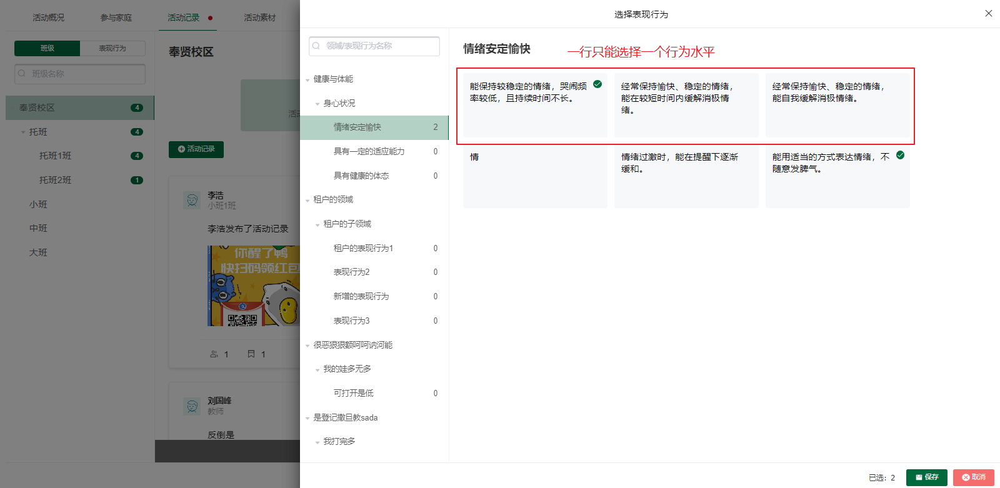 活动概况
参与家庭
活动记录
活动素材
班级
表现行为
班级名称
奉贤校区
4
托班
4
托班1班
4
托班2班
1
小班
中班
大班
奉贤校区
活
活动记录
李浩
小班1班
李浩发布了活动记录
你醒了鸭
快扫码领红包
1
1
刘国峰
教师
反倒是
选择表现行为
领域/表现行为名称
健康与体能
身心状况
情绪安定愉快
2
具有一定的适应能力
0
具有健康的体态
0
租户的领域
租户的子领域
租户的表现行为1
0
表现行为2
0
新增的表现行为
0
表现行为3
0
很恶狠狠额呵呵讷河能
我的娃多无多
可打开是低
0
是登记撒旦教sada
我打完多
情绪安定愉快
一行只能选择一个行为水平
能保持较稳定的情绪，哭闹频
率较低，且持续时间不长。
经常保持愉快、稳定的情绪，
能在较短时间内缓解消极情
绪。
经常保持愉快、稳定的情绪，
能自我缓解消极情绪。
情
情绪过激时，能在提醒下逐渐
缓和。
能用适当的方式表达情绪，不
随意发脾气。
已选：2
保存
取消